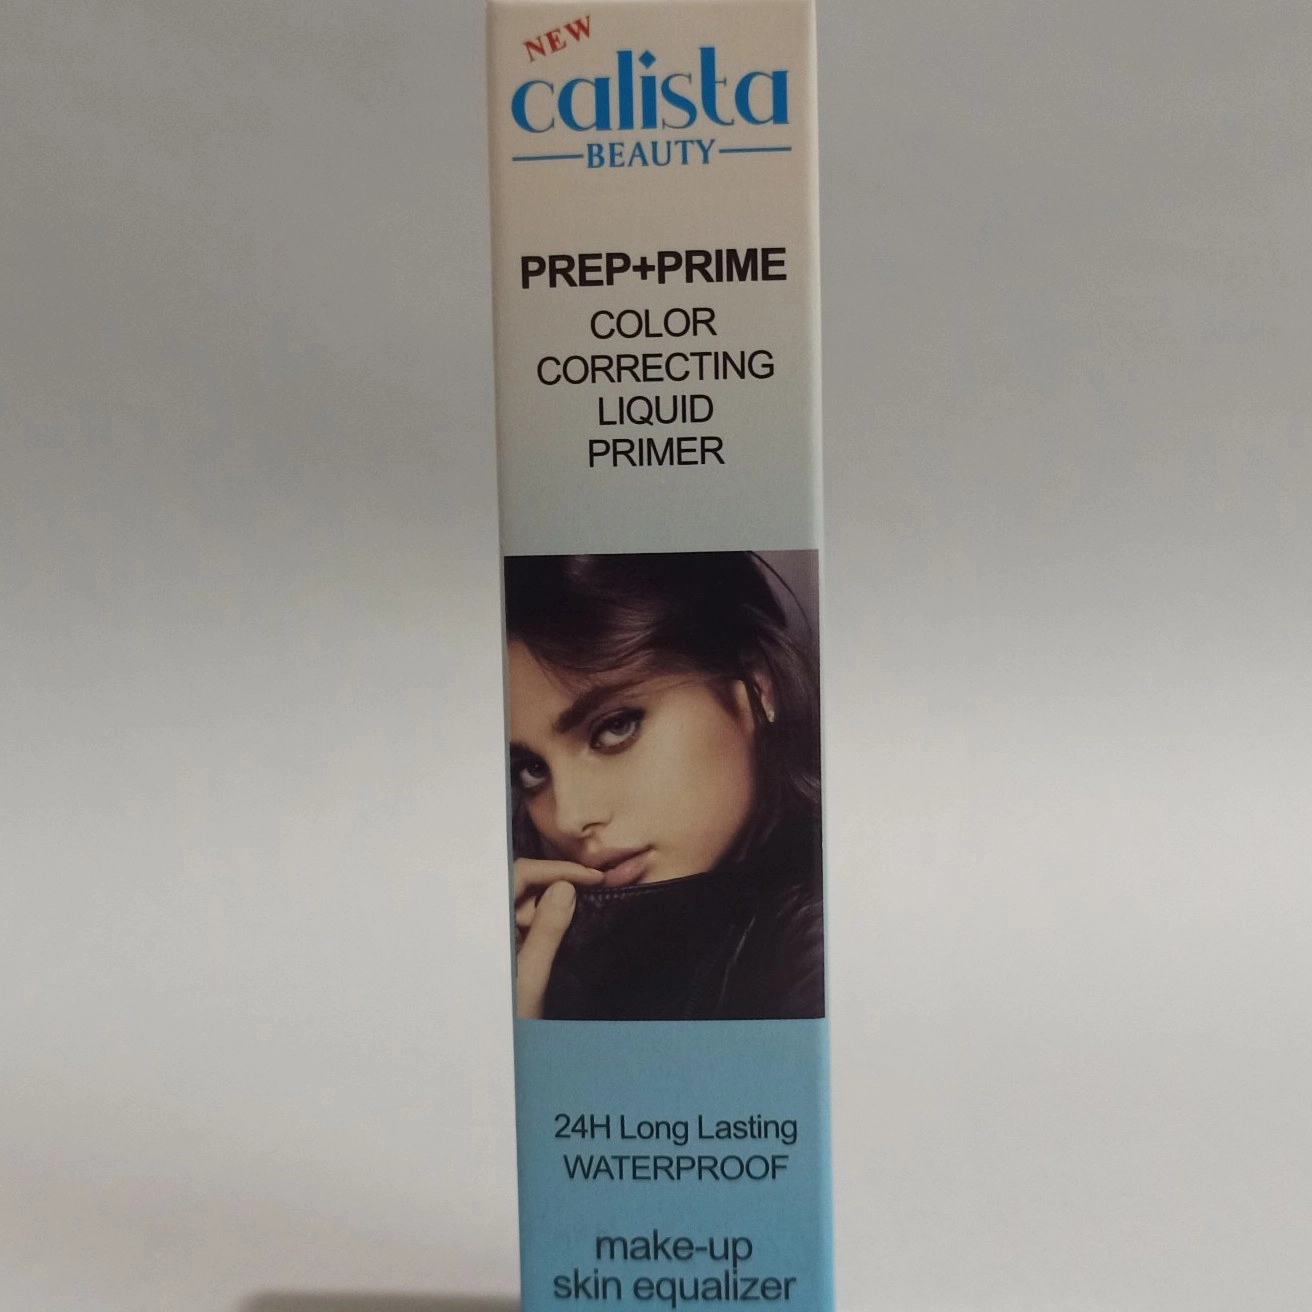 NEW
calista
BEAUTY
PREP+PRIME
COLOR
CORRECTING
LIQUID
PRIMER
24H Long Lasting
WATERPROOF
make-up
skin equalizer